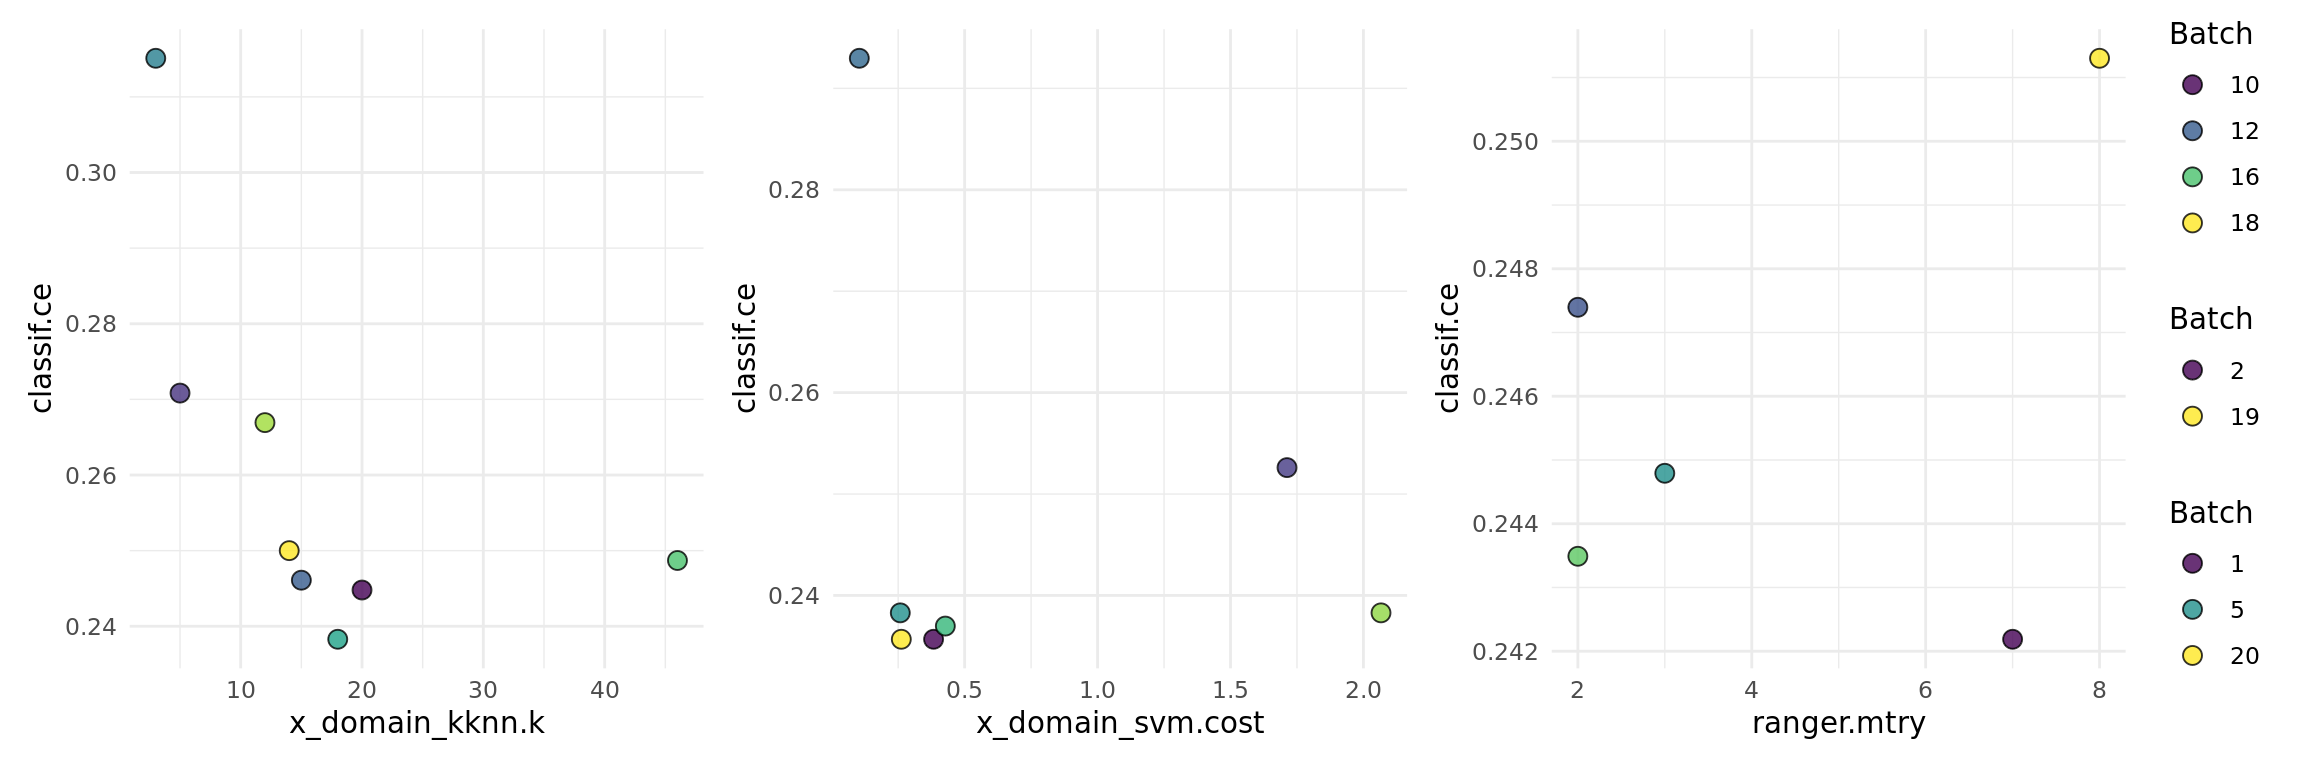 classif.ce
0.30
0.28
0.26
0.24
10 20 30 40
x_domain_kknn.k
classif.ce
0.28
0.26
0.24
0.5 1.0 1.5 2.0
x_domain_svm.cost
classif.ce
0.250
0.248
0.246
0.244
0.242
2 4 6 8
ranger.mtry
Batch
10
12
16
18
Batch
2
19
Batch
1
5
20